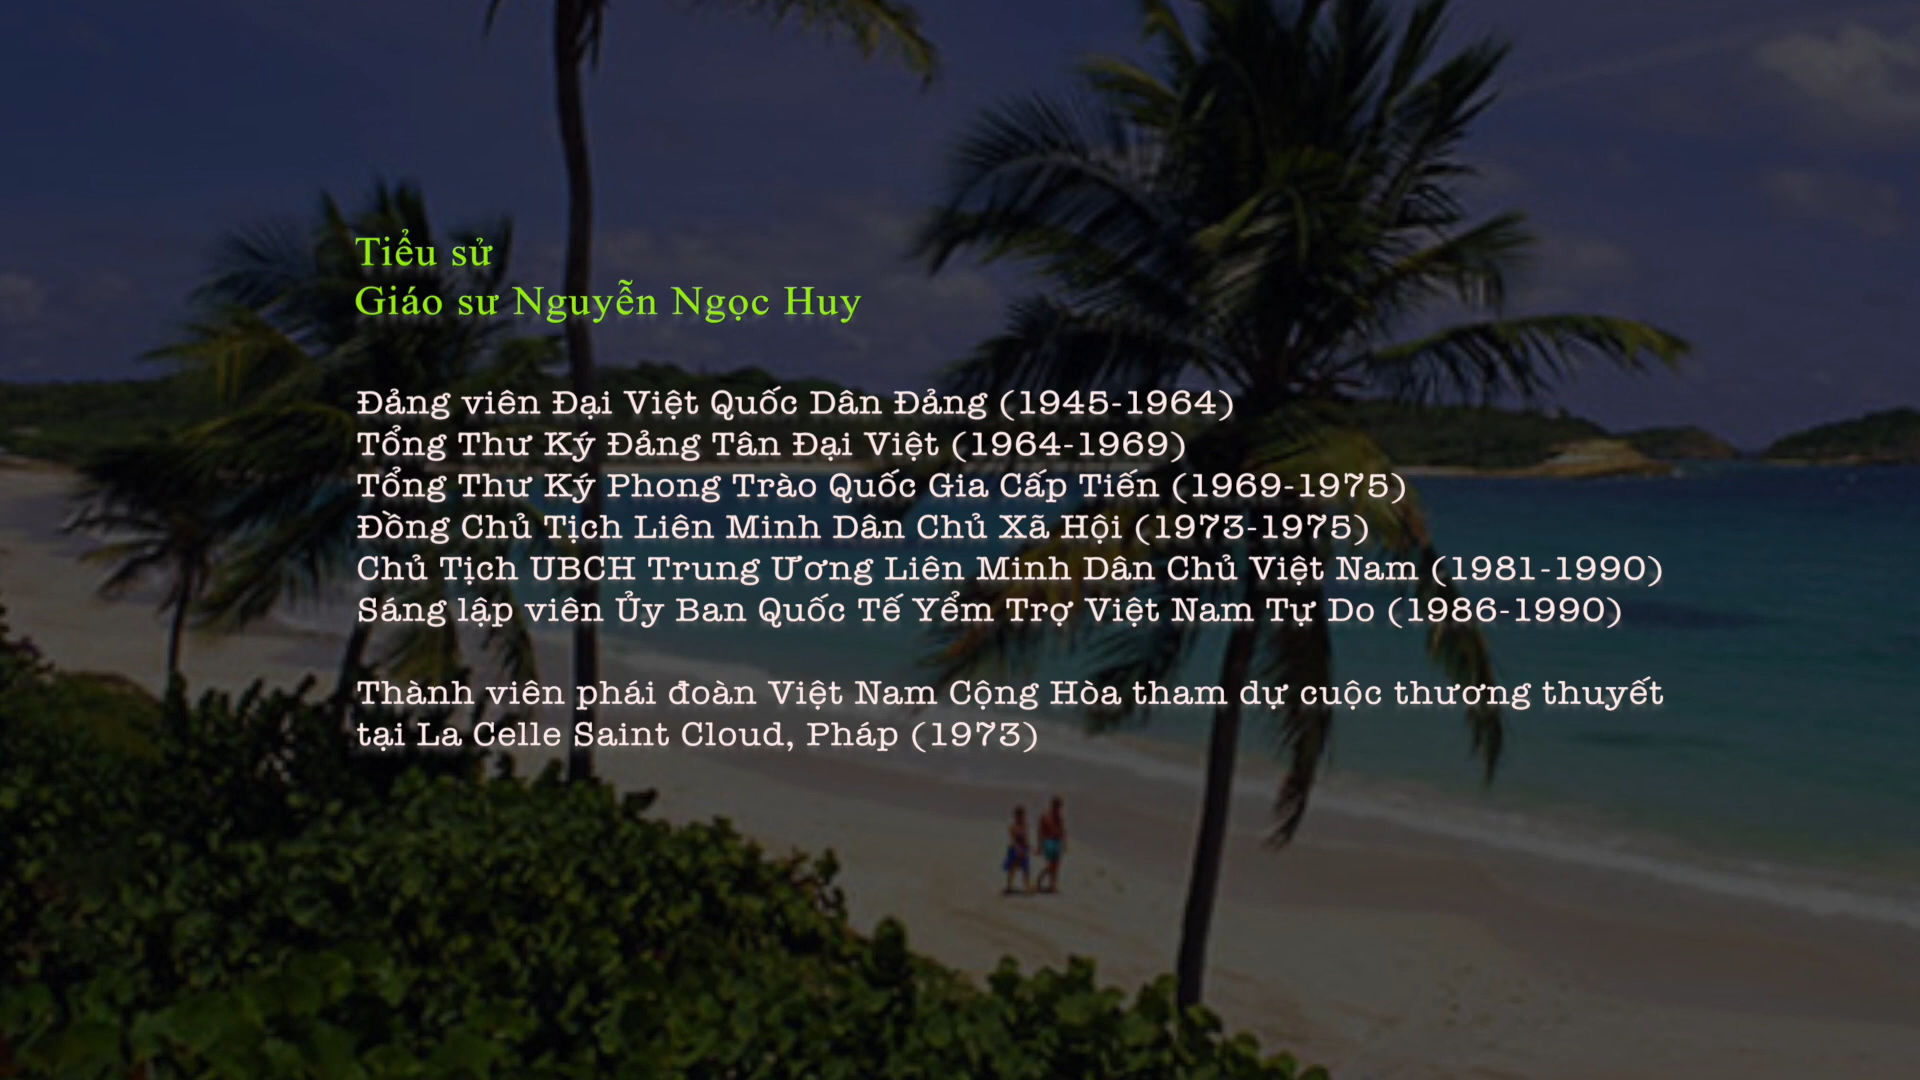 Tiểu sử
Giáo sư Nguyễn Ngọc Huy
Đảng viên Đại Việt Quốc Dân Đảng (1945-1964)
Tổng Thư Ký Đảng Tân Đại Việt (1964-1969)
Tổng Thư Ký Phong Trào Quốc Gia Cấp Tiến (1969-1975)
Đồng Chủ Tịch Liên Minh Dân Chủ Xã Hội (1973-1975)
Chủ Tịch UBCH Trung Ương Liên Minh Dân Chủ Việt Nam (1981-1990)
Sáng lập viên Ủy Ban Quốc Tế Yểm Trợ Việt Nam Tự Do (1986-1990)
Thành viên phái đoàn Việt Nam Cộng Hòa tham dự cuộc thương thuyết
tại La Celle Saint Cloud, Pháp (1973)